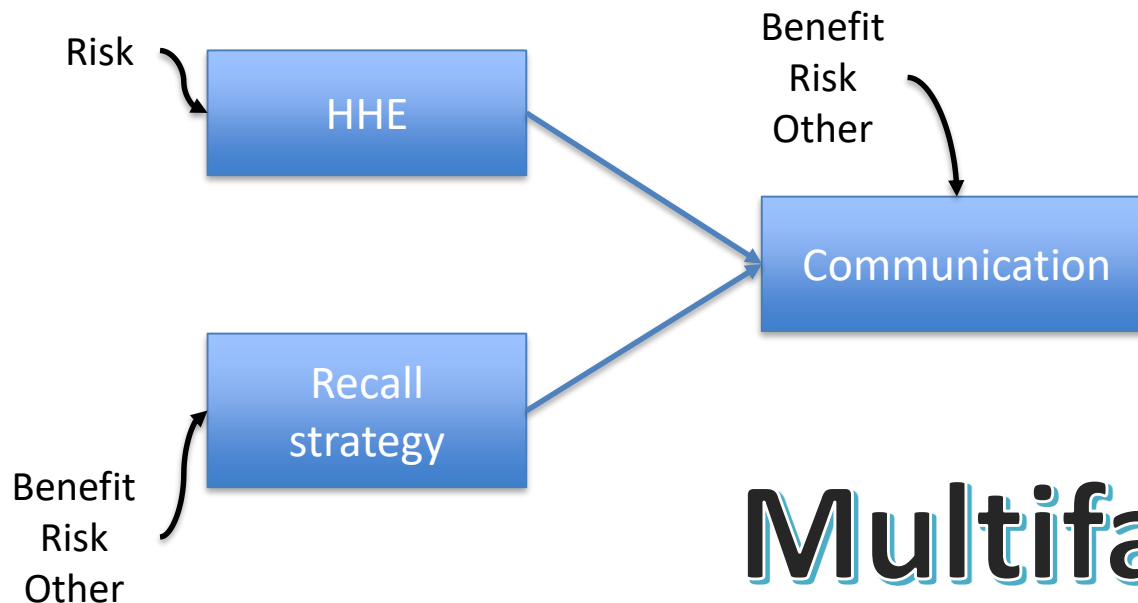 Risk
HHE
Benefit
Risk
Other
Communication
Recall
strategy
Benefit
Risk
Other
Multifa